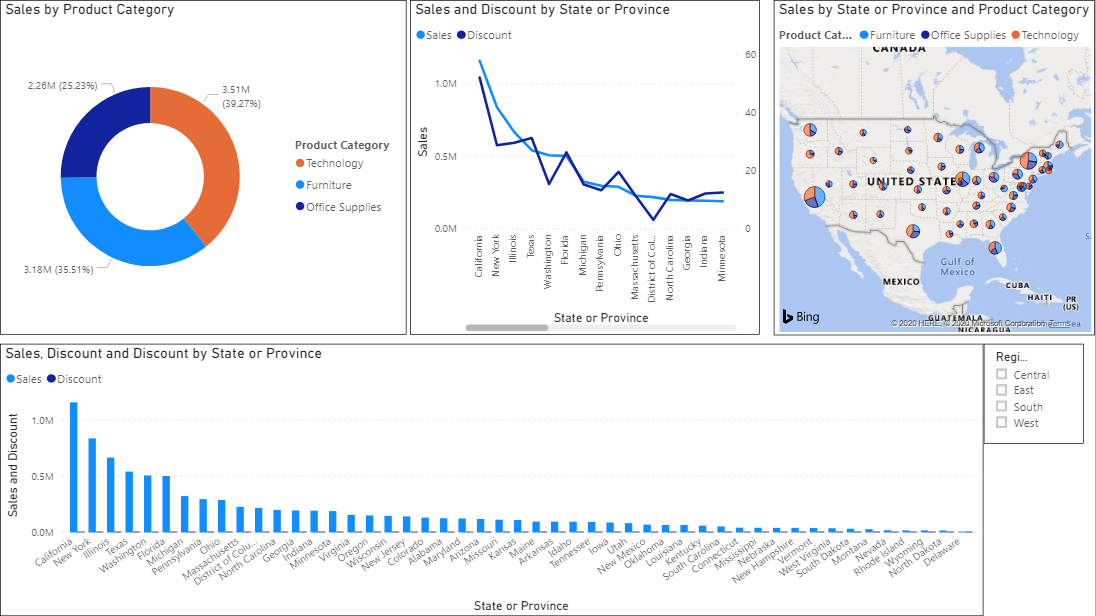 Sales by Product Category
2.26M (25.23%)
3.51M
(39.27%)
3.18M (35.51%)
Product Category
Technology
Furniture
Office Supplies
Sales and Discount by State or Province
Sales Discount
Sales
1.0M
0.5M
0.0M
60
40
20
0
California
New York
Illinois
Texas
Washington
Florida
Michigan
Pennsylvania
Ohio
Massachusetts
District of Col...
North Carolina
Georgia
Indiana
Minnesota
State or Province
Sales by State or Province and Product Category
Product Cat... Furniture Office Supplies Technology
CANADA
UNITED STATES
Gulf of
Mexico
MEXICO
CUBA
HAITI
PR
(US)
S.
GUATEMALA
NICARAGUA
Bing
© 2020 HERE, © 2020 Microsoft Corporation Terms
Sales, Discount and Discount by State or Province
Sales Discount
Sales and Discount
1.0M
0.5M
0.0M
California
New York
Illinois
Texas
Washington
Florida
Michigan
Pennsylvania
Ohio
Massachusetts
District of Colu...
North Carolina
Georgia
Indiana
Minnesota
Virginia
Oregon
Wisconsin
New Jersey
Colorado
Alabama
Maryland
Arizona
Missouri
Kansas
Maine
Arkansas
Idaho
Tennessee
Iowa
Utah
New Mexico
Oklahoma
Louisiana
Kentucky
South Carolina
Connecticut
Mississippi
Nebraska
New Hampshire
Vermont
West Virginia
South Dakota
Montana
Nevada
Rhode Island
Wyoming
North Dakota
Delaware
State or Province
Regi...
Central
East
South
West